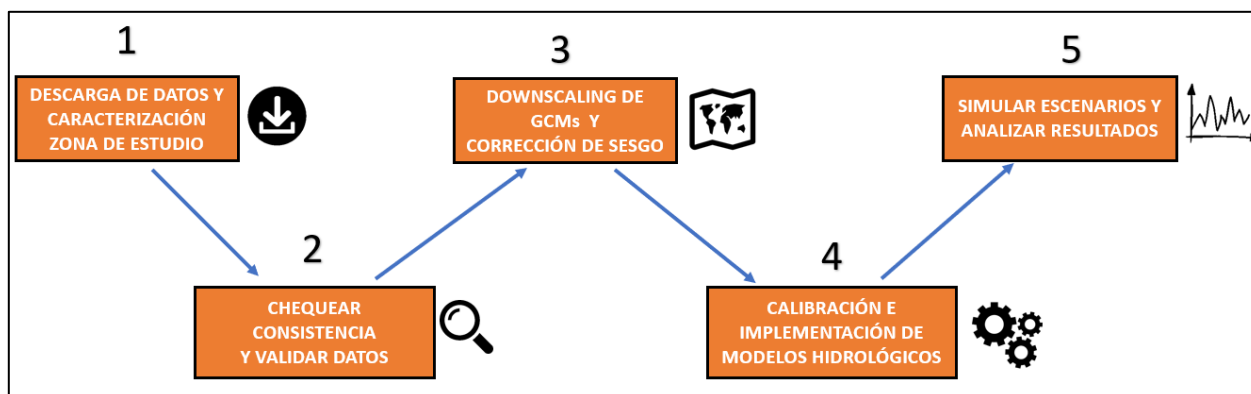 1
DESCARGA DE DATOS Y
CARACTERIZACIÓN
ZONA DE ESTUDIO
2
CHEQUEAR
CONSISTENCIA
Y VALIDAR DATOS
3
DOWNSCALING DE
GCMs Y
CORRECCIÓN DE SESGO
4
CALIBRACIÓN E
IMPLEMENTACIÓN DE
MODELOS HIDROLÓGICOS
5
SIMULAR ESCENARIOS Y
ANALIZAR RESULTADOS